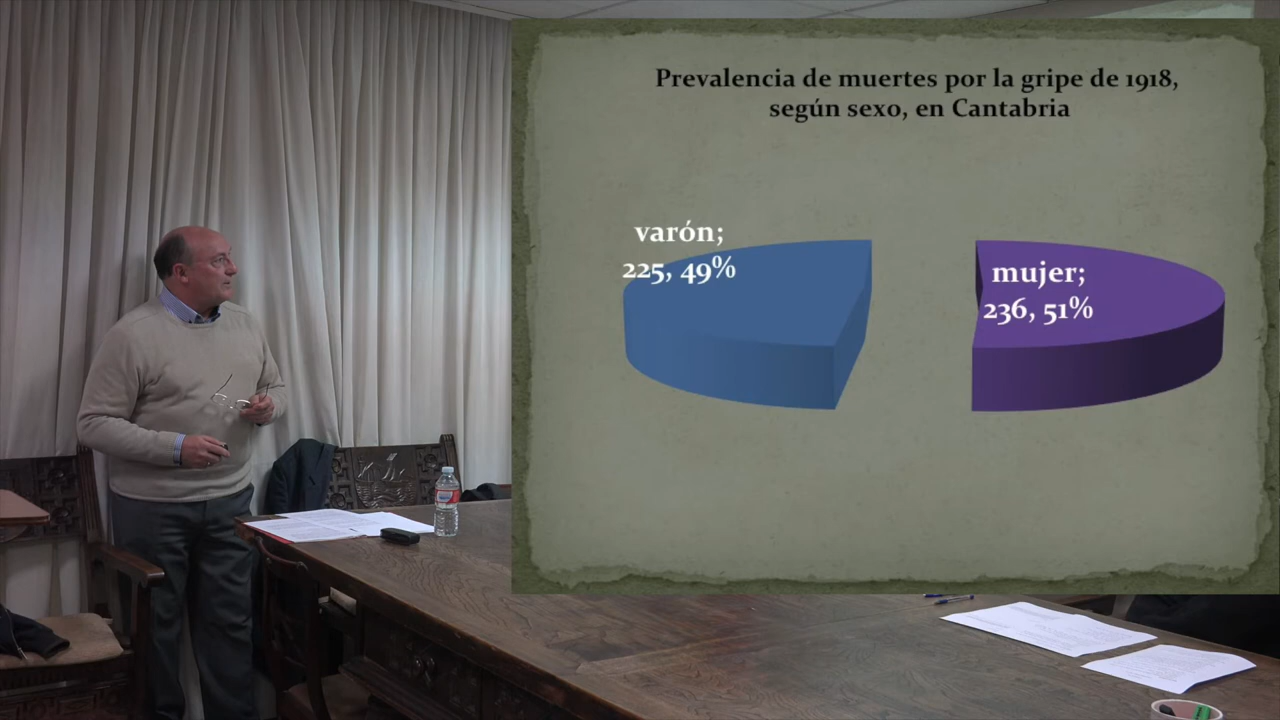 Prevalencia de muertes por la gripe de 1918,
según sexo, en Cantabria
varón;
225, 49%
mujer;
236, 51%